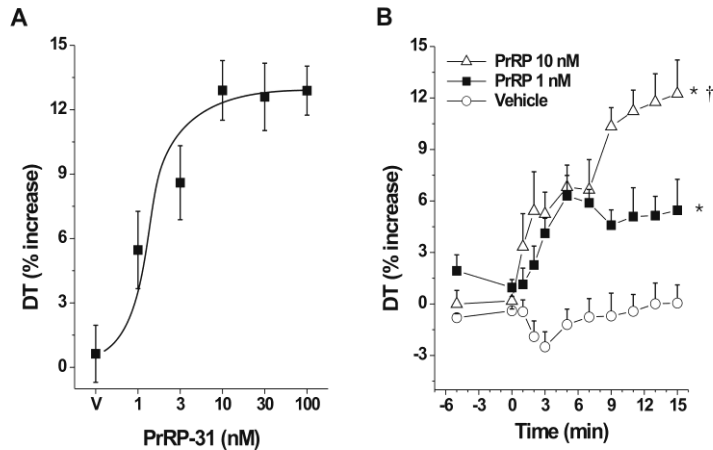 A
DT (% increase)
15
12
9
6
3
0
V 1 3 10 30 100
PrRP-31 (nM)
B
DT (% increase)
15
12
9
6
3
0
-3
PrRP 10 nM
PrRP 1 nM
Vehicle
* †
*
-6 -3 0 3 6 9 12 15
Time (min)